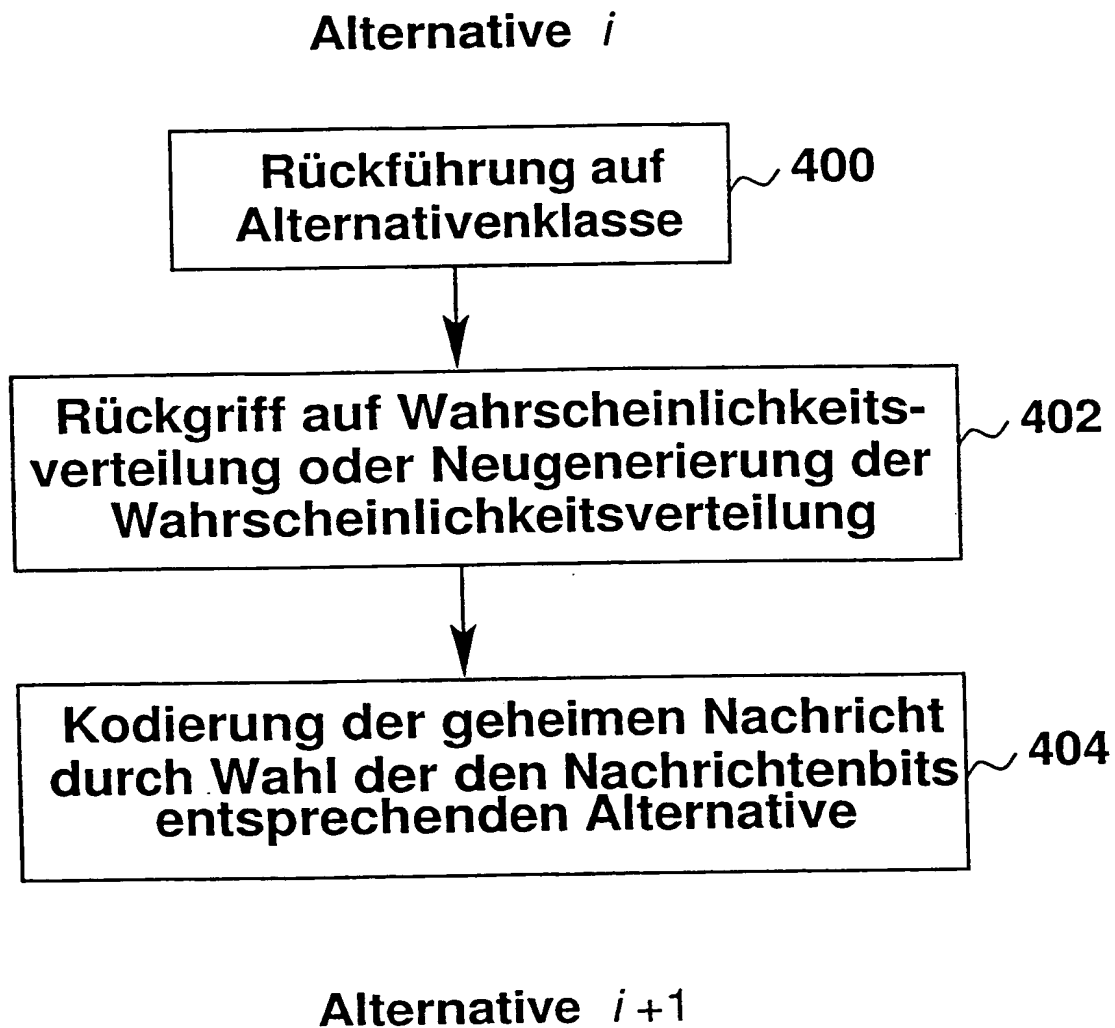 Alternative i
Rückführung auf
Alternativenklasse
400
Rückgriff auf Wahrscheinlichkeits-
verteilung oder Neugenerierung der
Wahrscheinlichkeitsverteilung
402
Kodierung der geheimen Nachricht
durch Wahl der den Nachrichtenbits
entsprechenden Alternative
404
Alternative i+1